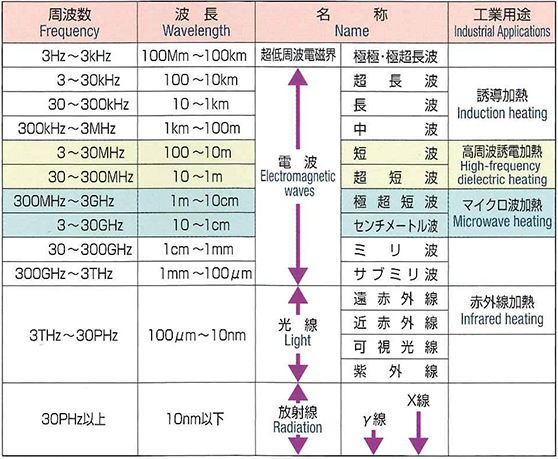 周波数 波長 名称 工業用途
Frequency Wavelength Name Industrial Applications
3Hz～3kHz 100Mm～100km 超低周波電磁界 極極・極超長波
3～30kHz 100～10km 超長波
30～300kHz 10～1km 長波
300kHz～3MHz 1km～100m 中波
誘導加熱
Induction heating
3～30MHz 100～10m 短波
30～300MHz 10～1m 超短波
高周波誘電加熱
High-frequency
dielectric heating
電波
Electromagnetic
waves
300MHz～3GHz 1m～10cm 極超短波
3～30GHz 10～1cm センチメートル波
マイクロ波加熱
Microwave heating
30～300GHz 1cm～1mm ミリ波
300GHz～3THz 1mm～100μm サブミリ波
3THz～30PHz 100μm～10nm
光線
Light
遠赤外線
近赤外線
可視光線
紫外線
赤外線加熱
Infrared heating
30PHz以上 10nm以下
放射線
Radiation
γ線 X線